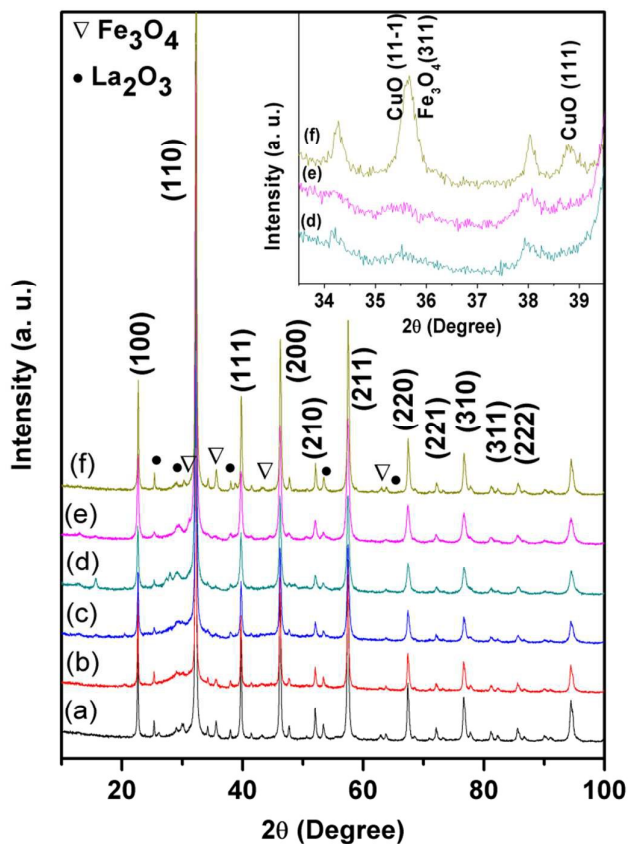 ▽ Fe₃O₄
● La₂O₃
Intensity (a. u.)
2θ (Degree)
10 20 40 60 80 100
(100)
(110)
(111)
(200)
(210)
(211)
(220)
(221)
(310)
(311)
(222)
(f)
(e)
(d)
(c)
(b)
(a)
Intensity (a. u.)
CuO (11-1)
Fe₃O₄(311)
CuO (111)
(f)
(e)
(d)
34 35 36 37 38 39
2θ (Degree)